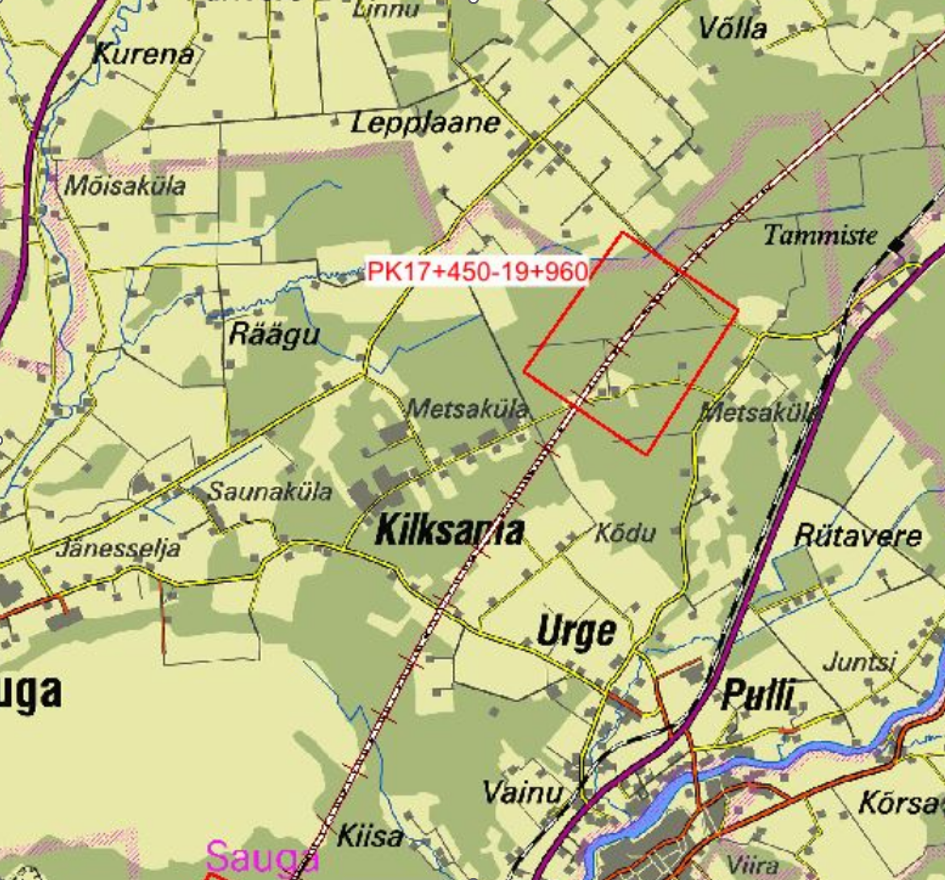 Linnu
Võlla
Kurena
Lepplaane
Mõisaküla
Tammiste
PK17+450-19+960
Räägu
Metsaküla
Metsaküla
Saunaküla
Kilksama
Kõdu
Rütavere
Jänesselja
Urge
Juntsi
uga
Pulli
Vainu
Kõrsa
Kiisa
Sauga
Viira